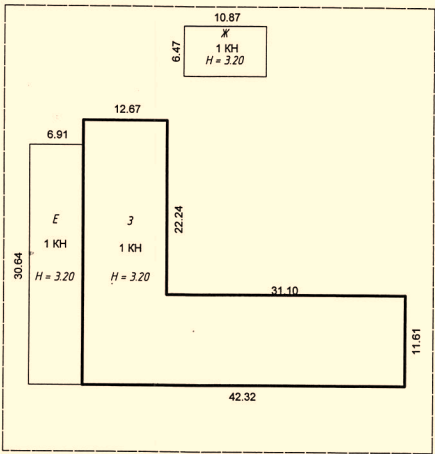 10.87
Ж
6.47
1 КН
H = 3.20
12.67
6.91
E
З
22.24
1 КН
1 КН
30.64
H = 3.20
H = 3.20
31.10
11.61
42.32